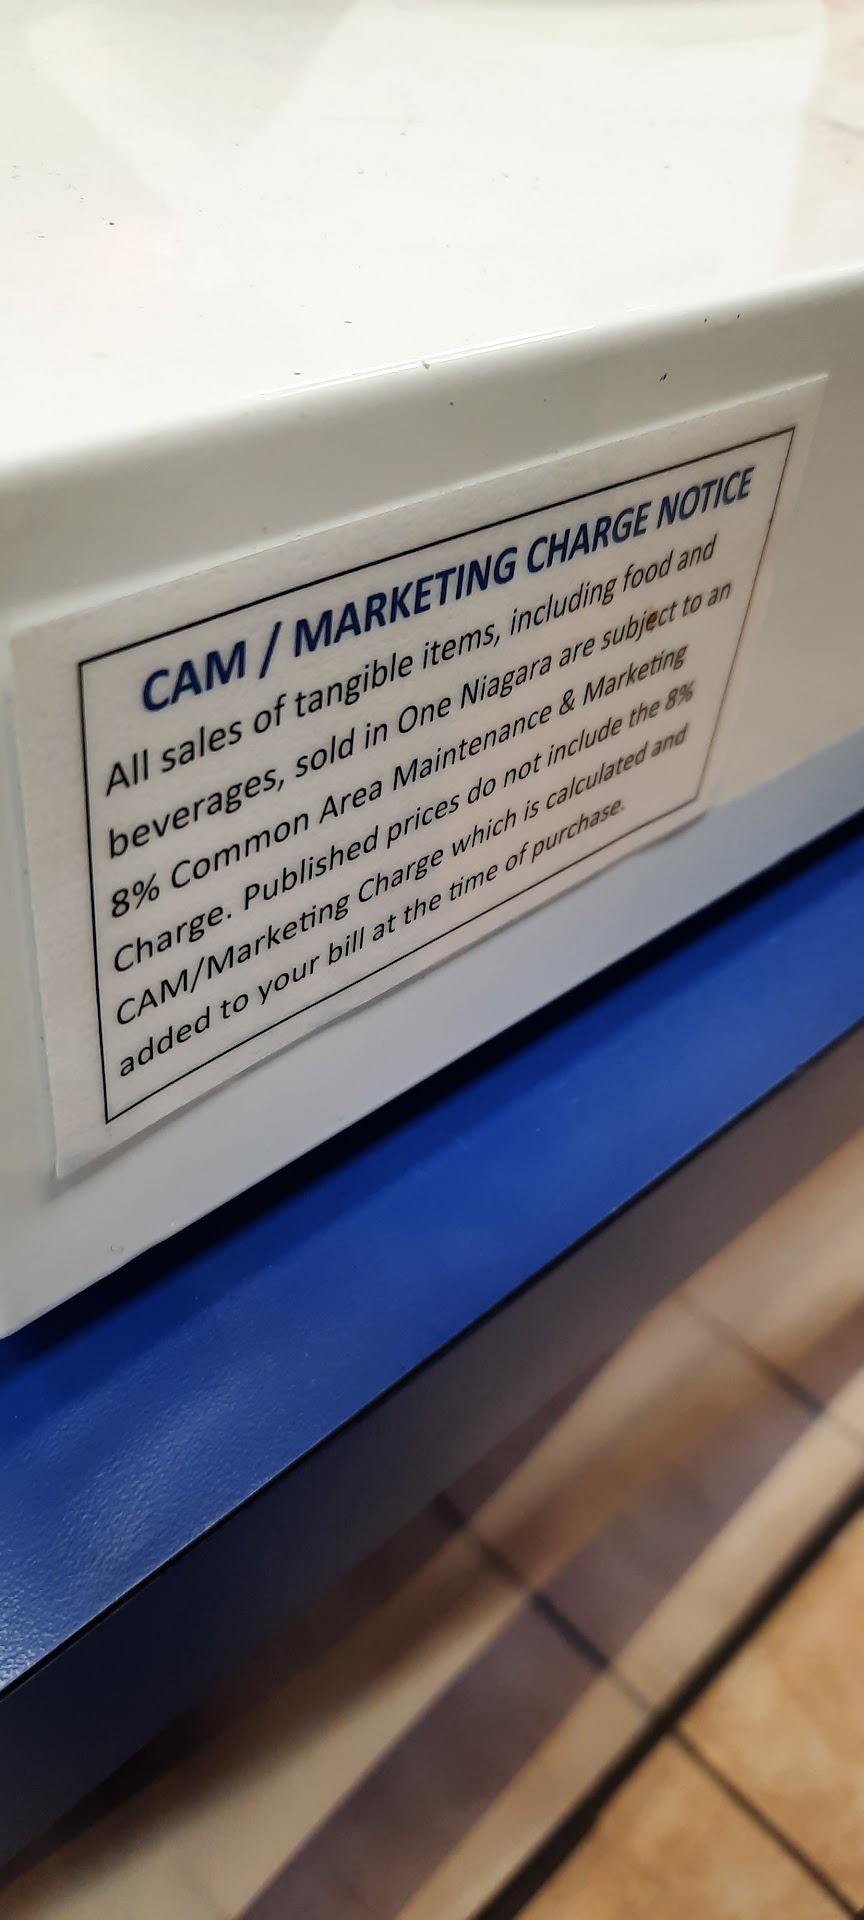 CAM / MARKETING CHARGE NOTICE
All sales of tangible items, including food and
beverages, sold in One Niagara are subject to an
8% Common Area Maintenance & Marketing
Charge. Published prices do not include the 8%
CAM/Marketing Charge which is calculated and
added to your bill at the time of purchase.